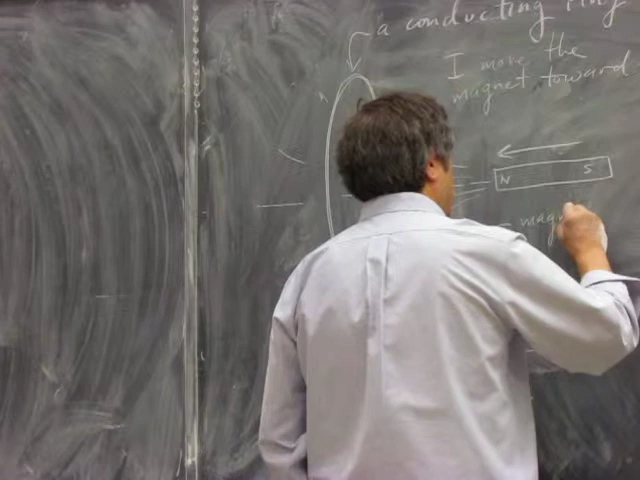 a conducting ring
I move the
magnet toward
N S
mag